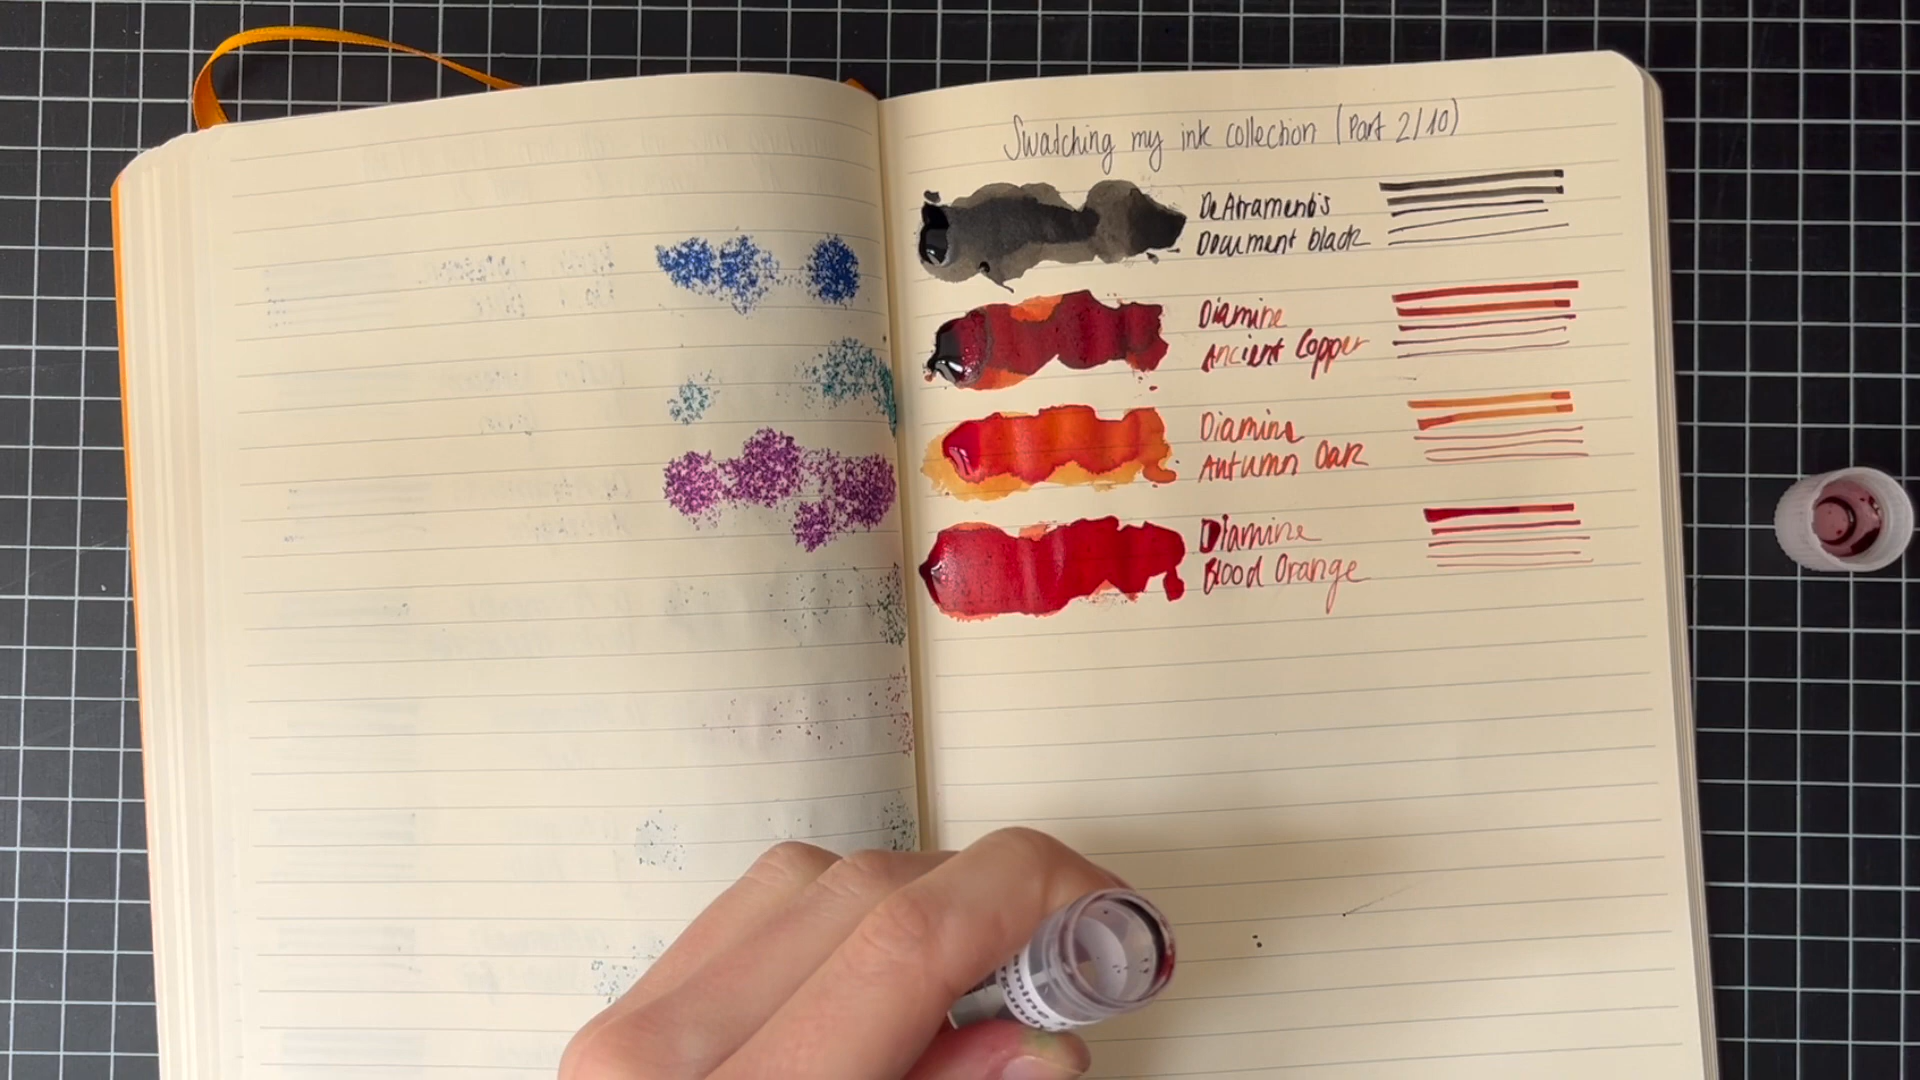 Swatching my ink collection (Part 2/10)
DeAtramentis
Document black
Diamine
Ancient Copper
Diamine
Autumn Oak
Diamine
Blood Orange